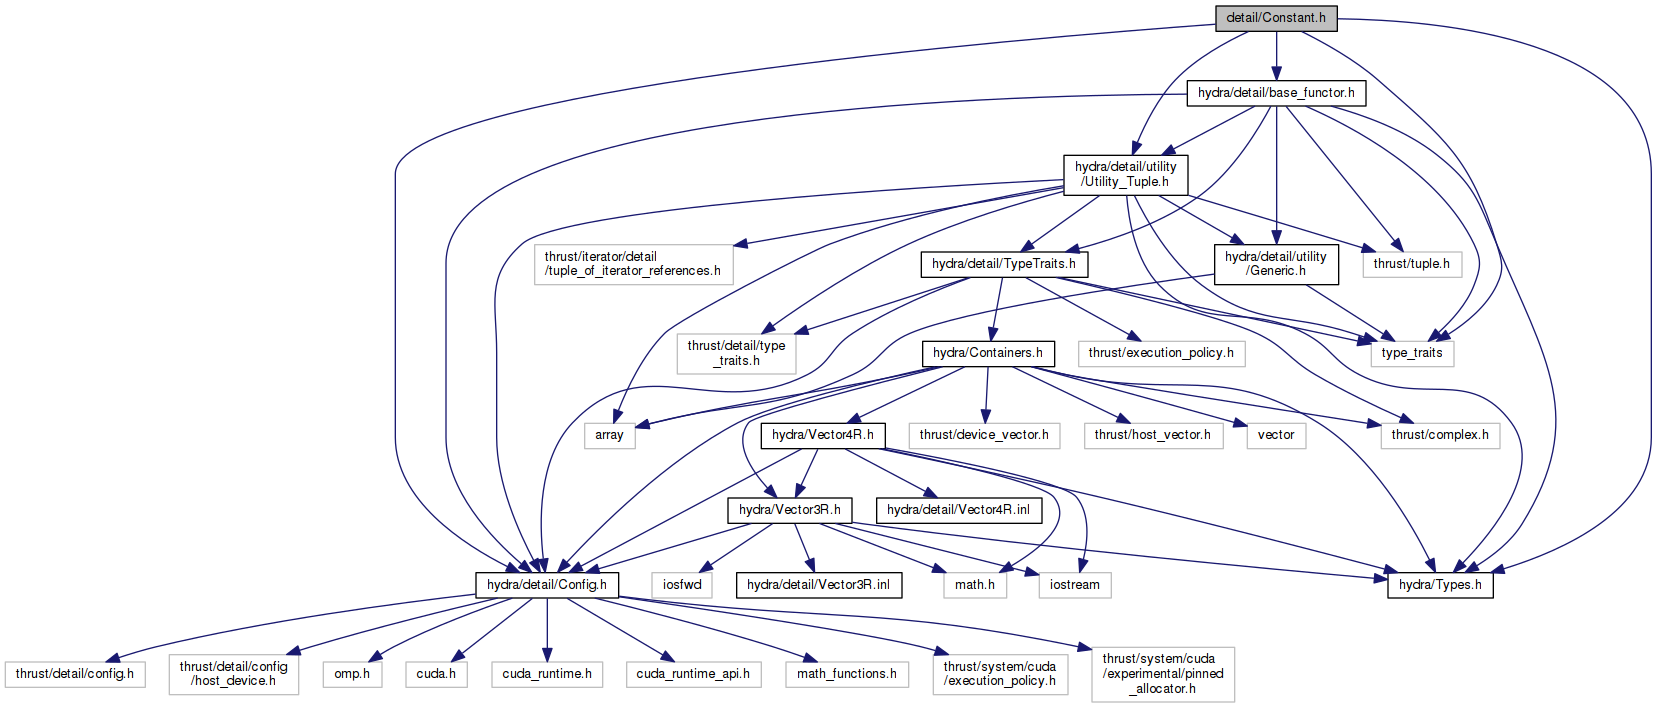 detail/Constant.h
hydra/detail/base_functor.h
hydra/detail/utility
/Utility_Tuple.h
thrust/iterator/detail
/tuple_of_iterator_references.h
hydra/detail/TypeTraits.h
hydra/detail/utility
/Generic.h
thrust/tuple.h
thrust/detail/type
_traits.h
hydra/Containers.h
thrust/execution_policy.h
type_traits
array
hydra/Vector4R.h
thrust/device_vector.h
thrust/host_vector.h
vector
thrust/complex.h
hydra/Vector3R.h
hydra/detail/Vector4R.inl
hydra/detail/Config.h
iosfwd
hydra/detail/Vector3R.inl
math.h
iostream
hydra/Types.h
thrust/detail/config.h
thrust/detail/config
/host_device.h
omp.h
cuda.h
cuda_runtime.h
cuda_runtime_api.h
math_functions.h
thrust/system/cuda
/execution_policy.h
thrust/system/cuda
/experimental/pinned
_allocator.h